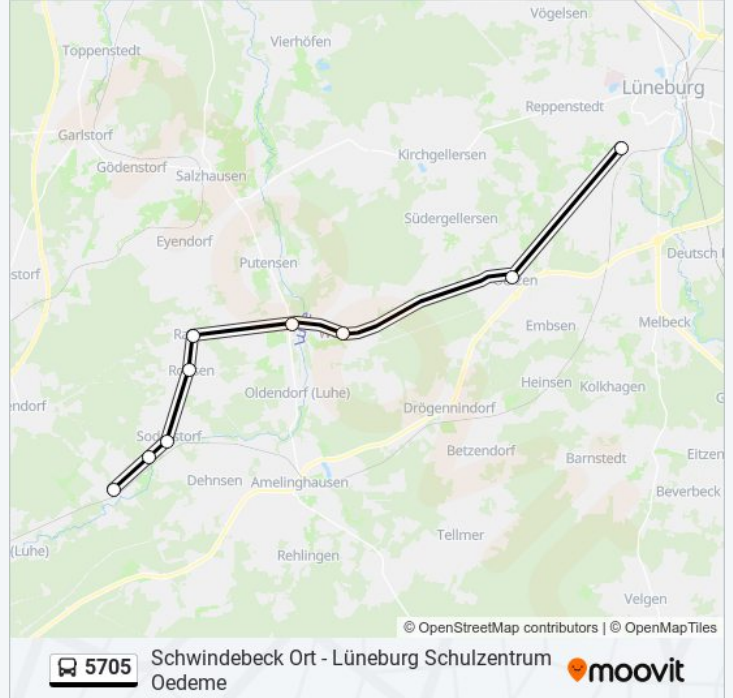 Vögelsen
Vierhöfen
Toppenstedt
Lüneburg
Reppenstedt
Garlstorf
Kirchgellersen
Gödenstorf
Salzhausen
Südergellersen
Eyendorf
Deutsch
Putensen
storf
Embsen
Melbeck
Heinsen
Kolkhagen
Oldendorf (Luhe)
ndorf
Drögennindorf
Betzendorf
Barnstedt
Eitzen
Dehnsen
Amelinghausen
Beverbeck
Tellmer
(Luhe)
Rehlingen
Velgen
© OpenStreetMap contributors | © OpenMapTiles
5705
Schwindebeck Ort - Lüneburg Schulzentrum
Oedeme
moovit